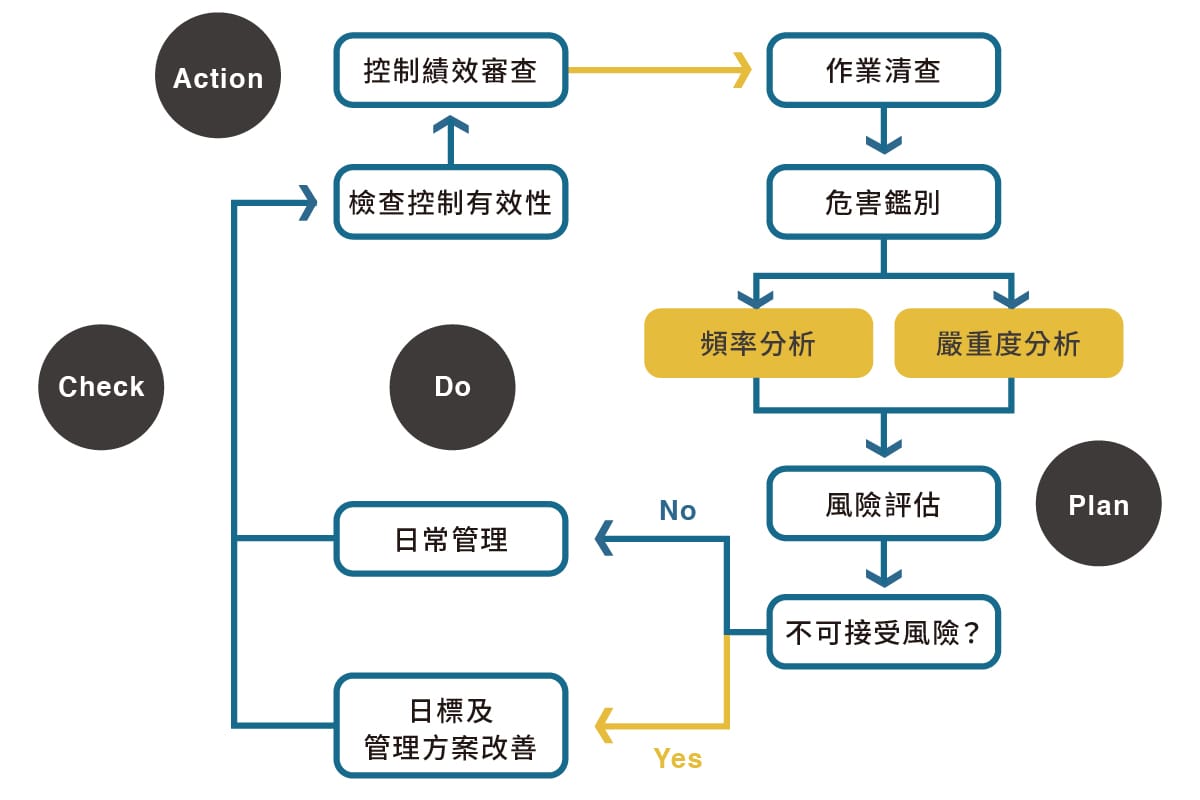 Action
控制績效審查
作業清查
檢查控制有效性
危害鑑別
頻率分析
嚴重度分析
Check
Do
風險評估
Plan
No
日常管理
不可接受風險？
日標及
管理方案改善
Yes